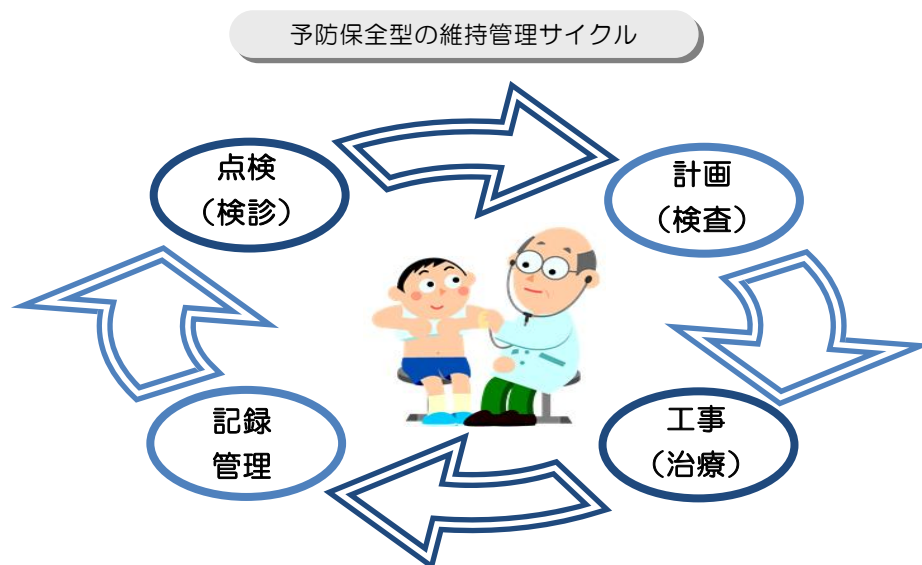 予防保全型の維持管理サイクル
点検
（検診）
計画
（検査）
工事
（治療）
記録
管理